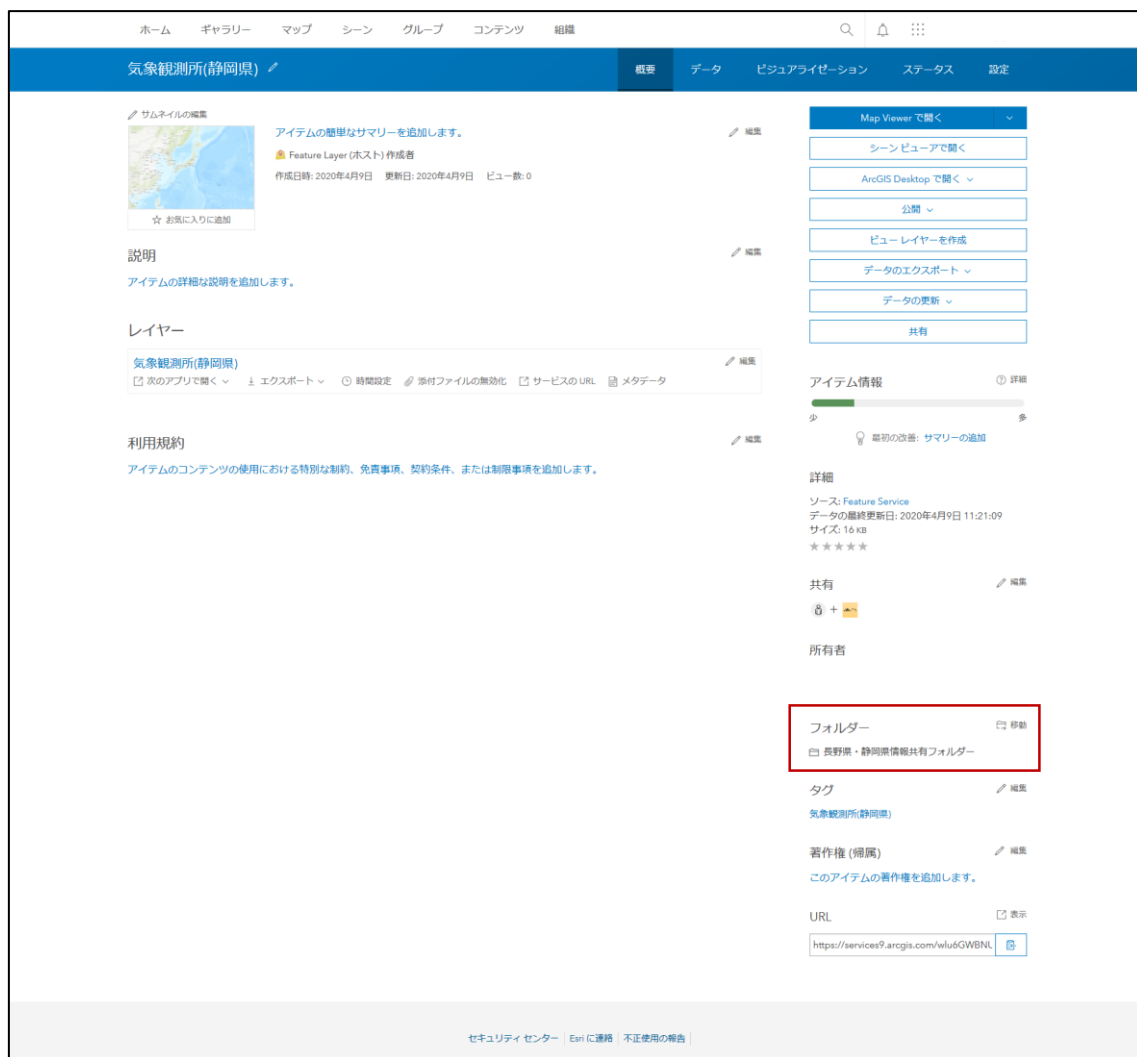 ホーム ギャラリー マップ シーン グループ コンテンツ 組織
気象観測所(静岡県)
概要 データ ビジュアライゼーション ステータス 設定
サムネイルの編集
アイテムの簡単なサマリーを追加します。
編集
Feature Layer (ホスト) 作成者
作成日時: 2020年4月9日 更新日: 2020年4月9日 ビュー数: 0
☆ お気に入りに追加
説明
編集
アイテムの詳細な説明を追加します。
レイヤー
気象観測所(静岡県)
編集
次のアプリで開く エクスポート 時間設定 添付ファイルの無効化 サービスの URL メタデータ
利用規約
編集
アイテムのコンテンツの使用における特別な制約、免責事項、契約条件、または制限事項を追加します。
Map Viewer で開く
シーン ビューアで開く
ArcGIS Desktop で開く
公開
ビュー レイヤーを作成
データのエクスポート
データの更新
共有
アイテム情報
詳細
少 多
最初の改善: サマリーの追加
詳細
ソース: Feature Service
データの最終更新日: 2020年4月9日 11:21:09
サイズ: 16 KB
★★★★★
共有
編集
所有者
フォルダー
移動
長野県・静岡県情報共有フォルダー
タグ
編集
気象観測所(静岡県)
著作権 (帰属)
編集
このアイテムの著作権を追加します。
URL
表示
https://services9.arcgis.com/wlu6GWBNU
セキュリティ センター | Esri に連絡 | 不正使用の報告